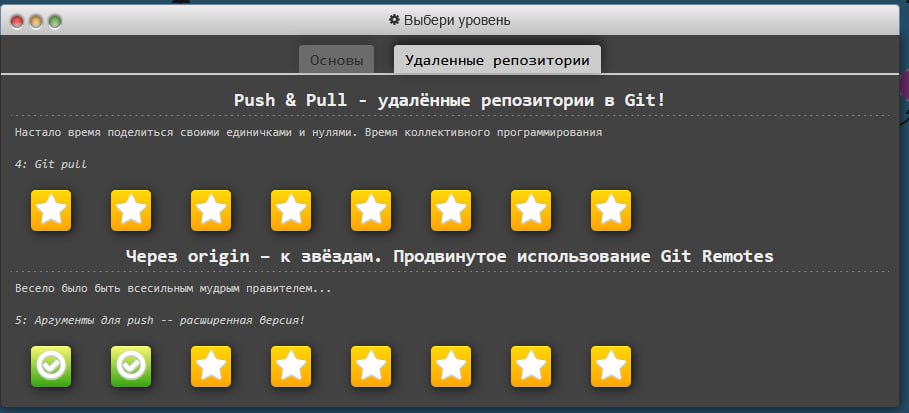 Выбери уровень
Основы
Удаленные репозитории
Push & Pull - удалённые репозитории в Git!
Настало время поделиться своими единичками и нулями. Время коллективного программирования
4: Git pull
Через origin – к звёздам. Продвинутое использование Git Remotes
Весело было быть всесильным мудрым правителем...
5: Аргументы для push -- расширенная версия!